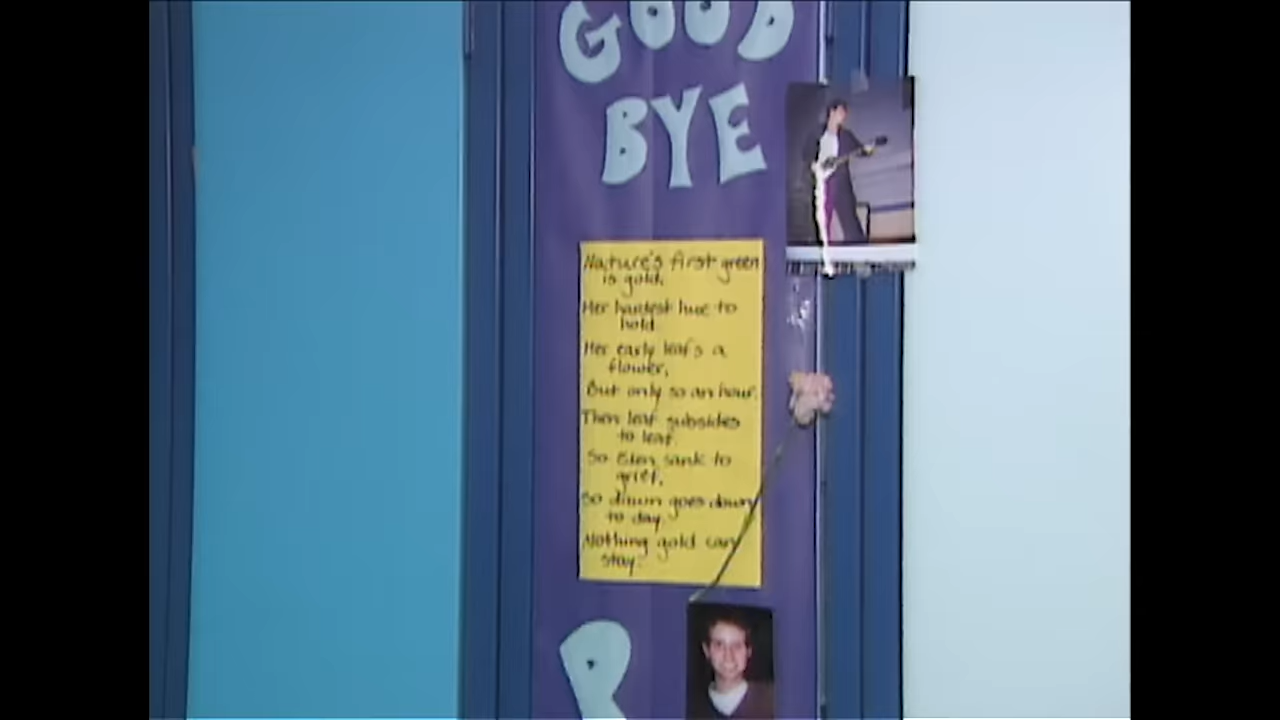 GOOD
BYE
Nature's first green
is gold.
Her hardest hue to
hold.
Her early leaf's a
flower,
But only so an hour.
Then leaf subsides
to leaf.
So Eden sank to
grief,
So dawn goes down
to day.
Nothing gold can
stay.
R